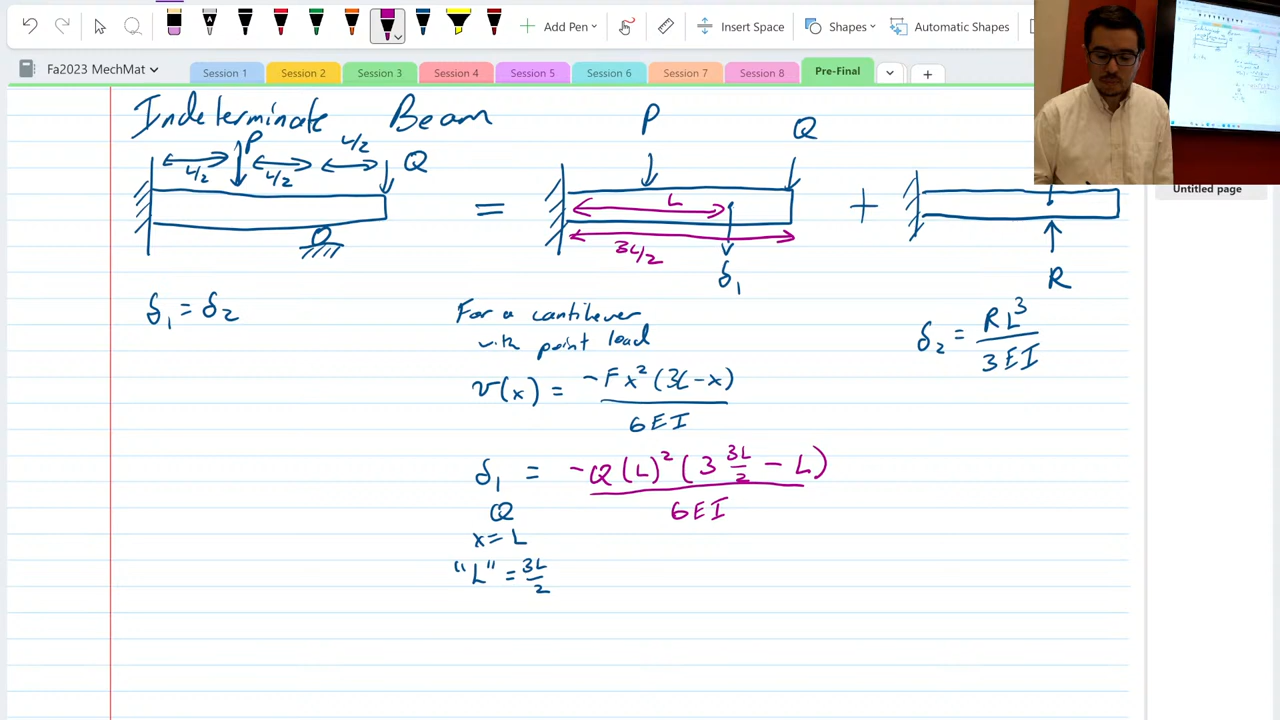 Add Pen
Insert Space
Shapes
Automatic Shapes
Fa2023 MechMat
Session 1
Session 2
Session 3
Session 4
Session 5
Session 6
Session 7
Session 8
Pre-Final
Untitled page
Indeterminate Beam
P
L/2
L/2
L/2
Q
=
P
Q
L
3L/2
δ₁
+
R
δ₁ = δ₂
For a cantilever
with point load
v(x) = -Fx²(3L-x)
6EI
δ₂ = RL³
3EI
δ₁ = -Q(L)²(3 3L/2 - L)
6EI
Q
x = L
"L" = 3L/2